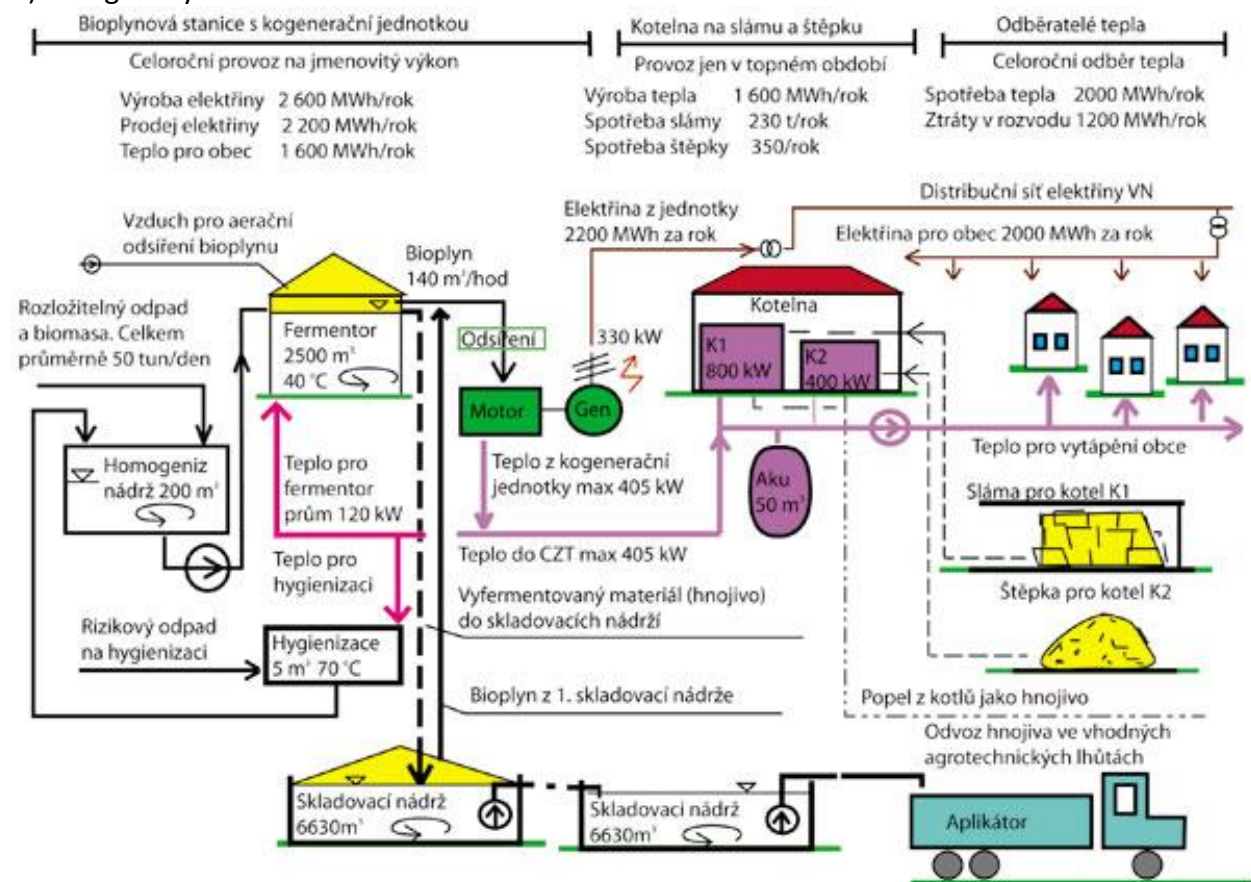 Bioplynová stanice s kogenerační jednotkou
Celoroční provoz na jmenovitý výkon
Výroba elektřiny 2 600 MWh/rok
Prodej elektřiny 2 200 MWh/rok
Teplo pro obec 1 600 MWh/rok
Kotelna na slámu a štěpku
Provoz jen v topném období
Výroba tepla 1 600 MWh/rok
Spotřeba slámy 230 t/rok
Spotřeba štěpky 350/rok
Odběratelé tepla
Celoroční odběr tepla
Spotřeba tepla 2000 MWh/rok
Ztráty v rozvodu 1200 MWh/rok
Vzduch pro aerační
odsíření bioplynu
Bioplyn
140 m³/hod
Elektřina z jednotky
2200 MWh za rok
Distribuční síť elektřiny VN
Elektřina pro obec 2000 MWh za rok
Rozložitelný odpad
a biomasa. Celkem
průměrně 50 tun/den
Fermentor
2500 m³
40 °C
Odsíření
330 kW
Motor
Gen
Kotelna
K1
800 kW
K2
400 kW
Homogeniz
nádrž 200 m³
Teplo pro
fermentor
prům 120 kW
Teplo pro
hygienizaci
Teplo z kogenerační
jednotky max 405 kW
Teplo do CZT max 405 kW
Aku
50 m³
Teplo pro vytápění obce
Sláma pro kotel K1
Štěpka pro kotel K2
Vyfermentovaný materiál (hnojivo)
do skladovacích nádrží
Rizikový odpad
na hygienizaci
Hygienizace
5 m³ 70 °C
Bioplyn z 1. skladovací nádrže
Popel z kotlů jako hnojivo
Odvoz hnojiva ve vhodných
agrotechnických lhůtách
Skladovací nádrž
6630m³
Skladovaci nádrž
6630m³
Aplikátor